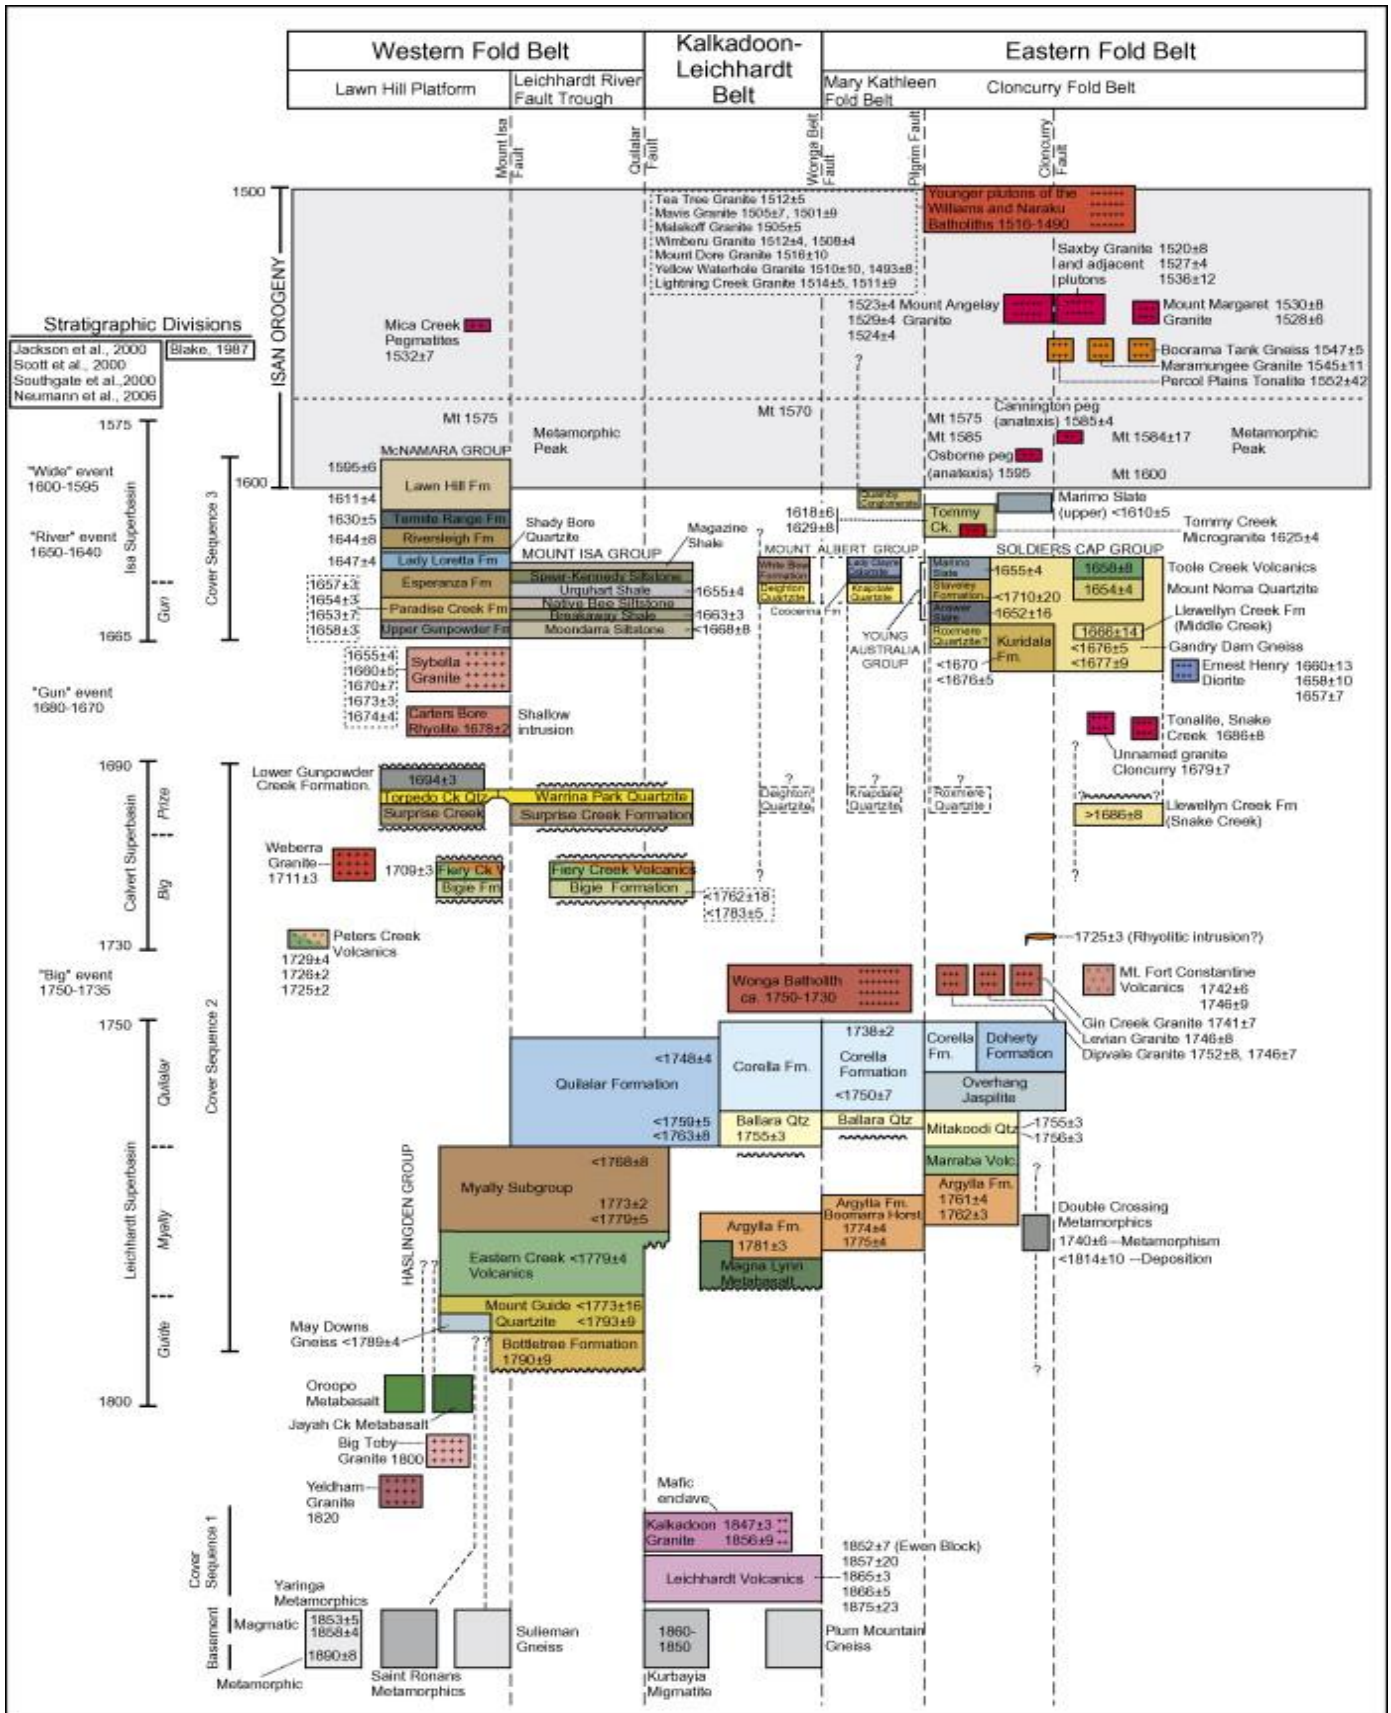 Western Fold Belt
Kalkadoon-
Leichhardt
Belt
Eastern Fold Belt
Lawn Hill Platform
Leichhardt River
Fault Trough
Mary Kathleen
Fold Belt
Cloncurry Fold Belt
Mount Isa
Fault
Quilalar
Fault
Wonga Belt
Fault
Pilgrim Fault
Cloncurry
Fault
1500
ISAN OROGENY
1600
Tea Tree Granite 1512±5
Mavis Granite 1505±7, 1501±9
Malakoff Granite 1505±5
Wimberu Granite 1512±4, 1508±4
Mount Dore Granite 1516±10
Yellow Waterhole Granite 1510±10, 1493±8
Lightning Creek Granite 1514±5, 1511±9
Younger plutons of the
Williams and Naraku
Batholiths 1516-1490
Saxby Granite 1520±8
and adjacent 1527±4
plutons 1536±12
1523±4 Mount Angelay
1529±4 Granite
1524±4
Mount Margaret 1530±8
Granite 1528±6
Mica Creek
Pegmatites
1532±7
Boorama Tank Gneiss 1547±5
Maramungee Granite 1545±11
Percol Plains Tonalite 1552±42
Stratigraphic Divisions
Jackson et al., 2000
Scott et al., 2000
Southgate et al.,2000
Neumann et al., 2006
Blake, 1987
Mt 1575
Metamorphic
Peak
Mt 1570
Mt 1575
Mt 1585
Cannington peg
(anatexis) 1585±4
Osborne peg
(anatexis) 1595
Mt 1584±17
Mt 1600
Metamorphic
Peak
1575
"Wide" event
1600-1595
"River" event
1650-1640
Isa Superbasin
Gun
1665
Cover Sequence 3
"Gun" event
1680-1670
McNAMARA GROUP
1595±6
Lawn Hill Fm
1611±4
1630±5
Termite Range Fm
1644±8
Riversleigh Fm
1647±4
Lady Loretta Fm
1657±3
Esperanza Fm
1654±3
1653±7
Paradise Creek Fm
1658±3
Upper Gunpowder Fm
Shady Bore
Quartzite
MOUNT ISA GROUP
Magazine
Shale
Spear-Kennedy Siltstone
Urquhart Shale
1655±4
Native Bee Siltstone
Breakaway Shale
1663±3
Moondarra Siltstone
<1668±8
1655±4
1660±5
1670±7
1673±3
1674±4
Sybella
Granite
Carters Bore
Rhyolite 1678±2
Shallow
intrusion
?
Quamby
Conglomerate
1618±6
1629±8
Tommy
Ck.
Marimo Slate
(upper) <1610±5
Tommy Creek
Microgranite 1625±4
?
MOUNT ALBERT GROUP
White Blow
Formation
Deighton
Quartzite
Lady Clayre
Dolomite
Knapdale
Quartzite
Coocerina Fm
YOUNG
AUSTRALIA
GROUP
SOLDIERS CAP GROUP
Marimo
Slate
1655±4
Staveley
Formation
<1710±20
Answer
Slate
1652±16
Roxmere
Quartzite?
Kuridala
Fm.
<1670
<1676±5
1658±8
1654±4
1666±14
<1676±5
<1677±9
Toole Creek Volcanics
Mount Norna Quartzite
Llewellyn Creek Fm
(Middle Creek)
Gandry Dam Gneiss
Ernest Henry 1660±13
Diorite 1658±10
1657±7
Tonalite, Snake
Creek 1686±8
Unnamed granite
Cloncurry 1679±7
?
Llewellyn Creek Fm
(Snake Creek)
>1686±8
?
?
Deighton
Quartzite
?
?
Knapdale
Quartzite
?
Roxmere
Quartzite
1690
Calvert Superbasin
Prize
Big
1730
Lower Gunpowder
Creek Formation.
1694±3
Torpedo Ck Qtz
Surprise Creek
Warrina Park Quartzite
Surprise Creek Formation
Weberra
Granite
1711±3
1709±3
Fiery Ck V
Bigie Fm
Fiery Creek Volcanics
Bigie Formation
<1762±18
<1783±5
Peters Creek
Volcanics
1729±4
1726±2
1725±2
1725±3 (Rhyolitic intrusion?)
"Big" event
1750-1735
Cover Sequence 2
Wonga Batholith
ca. 1750-1730
Mt. Fort Constantine
Volcanics 1742±6
1746±9
Gin Creek Granite 1741±7
Levian Granite 1746±8
Dipvale Granite 1752±8, 1746±7
1750
Leichhardt Superbasin
Quilalar
Myally
Guide
1800
<1748±4
Quilalar Formation
<1759±5
<1763±8
Corella Fm.
1738±2
Corella
Formation
<1750±7
Corella
Fm.
Doherty
Formation
Overhang
Jaspilite
Ballara Qtz
1755±3
Ballara Qtz
Mitakoodi Qtz
1755±3
1756±3
Marraba Volc.
Argylla Fm.
1761±4
1762±3
HASLINGDEN GROUP
<1768±8
Myally Subgroup
1773±2
<1779±5
Eastern Creek <1779±4
Volcanics
Mount Guide <1773±16
Quartzite <1793±9
Bottletree Formation
1790±9
May Downs
Gneiss <1789±4
? ?
? ?
Argylla Fm.
1781±3
Magna Lynn
Metabasalt
Argylla Fm.
Boomarra Horst
1774±4
1775±4
?
Double Crossing
Metamorphics
1740±6--Metamorphism
<1814±10 --Deposition
?
Oroopo
Metabasalt
Jayah Ck Metabasalt
Big Toby
Granite 1800
Yeldham
Granite
1820
Cover
Sequence 1
Mafic
enclave
Kalkadoon 1847±3
Granite 1856±9
Leichhardt Volcanics
1852±7 (Ewen Block)
1857±20
1865±3
1866±5
1875±23
Basement
Yaringa
Metamorphics
Magmatic
1853±5
1858±4
1890±8
Metamorphic
Saint Ronans
Metamorphics
Sulieman
Gneiss
1860-
1850
Kurbayia
Migmatite
Plum Mountain
Gneiss